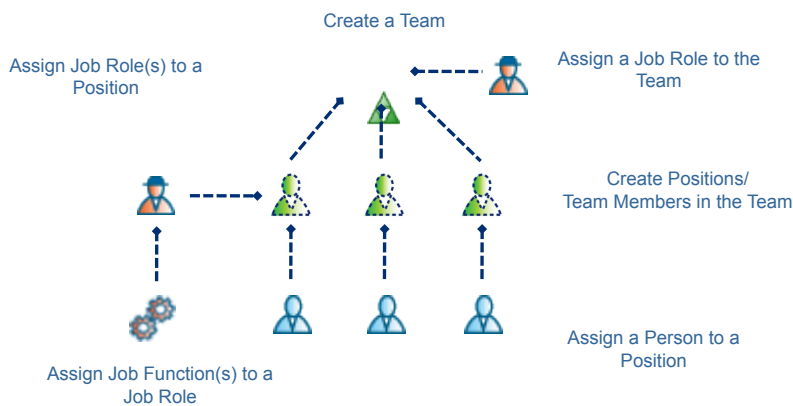 Create a Team
Assign Job Role(s) to a
Position
Assign a Job Role to the
Team
Create Positions/
Team Members in the Team
Assign a Person to a
Position
Assign Job Function(s) to a
Job Role